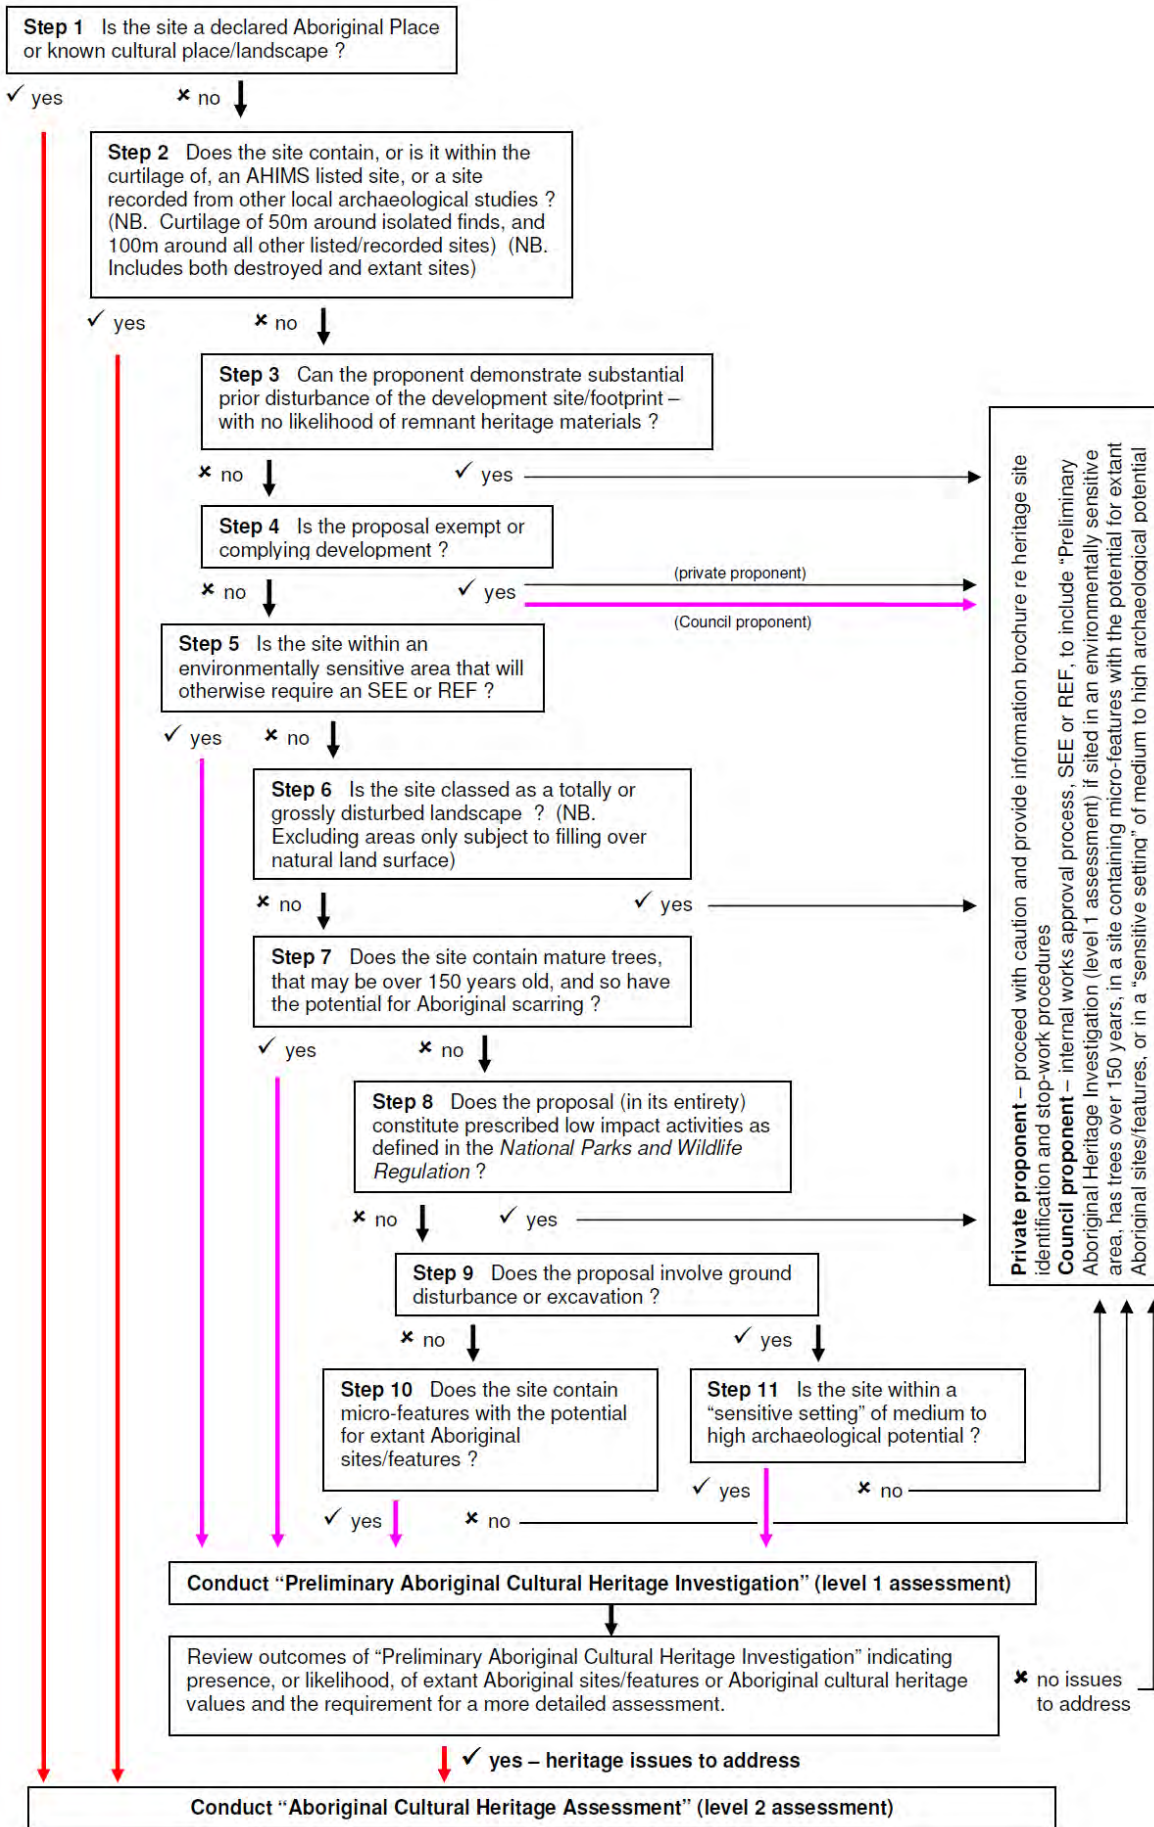 Step 1 Is the site a declared Aboriginal Place
or known cultural place/landscape ?
✓ yes
✘ no
Step 2 Does the site contain, or is it within the
curtilage of, an AHIMS listed site, or a site
recorded from other local archaeological studies ?
(NB. Curtilage of 50m around isolated finds, and
100m around all other listed/recorded sites) (NB.
Includes both destroyed and extant sites)
✓ yes
✘ no
Step 3 Can the proponent demonstrate substantial
prior disturbance of the development site/footprint –
with no likelihood of remnant heritage materials ?
✘ no
✓ yes
Step 4 Is the proposal exempt or
complying development ?
✘ no
✓ yes
(private proponent)
(Council proponent)
Step 5 Is the site within an
environmentally sensitive area that will
otherwise require an SEE or REF ?
✓ yes
✘ no
Step 6 Is the site classed as a totally or
grossly disturbed landscape ? (NB.
Excluding areas only subject to filling over
natural land surface)
✘ no
✓ yes
Step 7 Does the site contain mature trees,
that may be over 150 years old, and so have
the potential for Aboriginal scarring ?
✓ yes
✘ no
Step 8 Does the proposal (in its entirety)
constitute prescribed low impact activities as
defined in the National Parks and Wildlife
Regulation ?
✘ no
✓ yes
Step 9 Does the proposal involve ground
disturbance or excavation ?
✘ no
✓ yes
Step 10 Does the site contain
micro-features with the potential
for extant Aboriginal
sites/features ?
✓ yes
✘ no
Step 11 Is the site within a
“sensitive setting” of medium to
high archaeological potential ?
✓ yes
✘ no
Private proponent – proceed with caution and provide information brochure re heritage site
identification and stop-work procedures
Council proponent – internal works approval process, SEE or REF, to include “Preliminary
Aboriginal Heritage Investigation (level 1 assessment) if sited in an environmentally sensitive
area, has trees over 150 years, in a site containing micro-features with the potential for extant
Aboriginal sites/features, or in a “sensitive setting” of medium to high archaeological potential
Conduct “Preliminary Aboriginal Cultural Heritage Investigation” (level 1 assessment)
Review outcomes of “Preliminary Aboriginal Cultural Heritage Investigation” indicating
presence, or likelihood, of extant Aboriginal sites/features or Aboriginal cultural heritage
values and the requirement for a more detailed assessment.
✘ no issues
to address
✓ yes – heritage issues to address
Conduct “Aboriginal Cultural Heritage Assessment” (level 2 assessment)